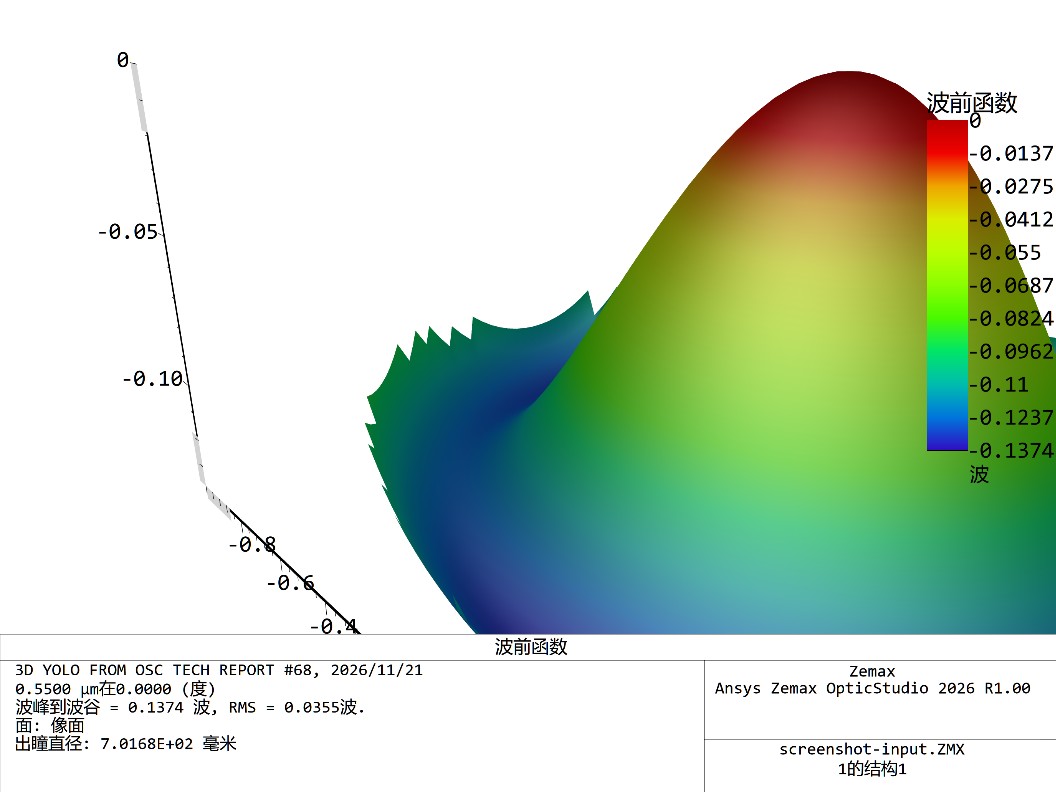 0
-0.05
-0.10
-0.8
-0.6
-0.4
波前函数
0
-0.0137
-0.0275
-0.0412
-0.055
-0.0687
-0.0824
-0.0962
-0.11
-0.1237
-0.1374
波
波前函数
3D YOLO FROM OSC TECH REPORT #68, 2026/11/21
0.5500 µm在0.0000 (度)
波峰到波谷 = 0.1374 波, RMS = 0.0355波.
面: 像面
出瞳直径: 7.0168E+02 毫米
Zemax
Ansys Zemax OpticStudio 2026 R1.00
screenshot-input.ZMX
1的结构1